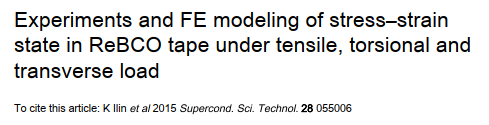 Experiments and FE modeling of stress–strain
state in ReBCO tape under tensile, torsional and
transverse load
To cite this article: K Ilin et al 2015 Supercond. Sci. Technol. 28 055006